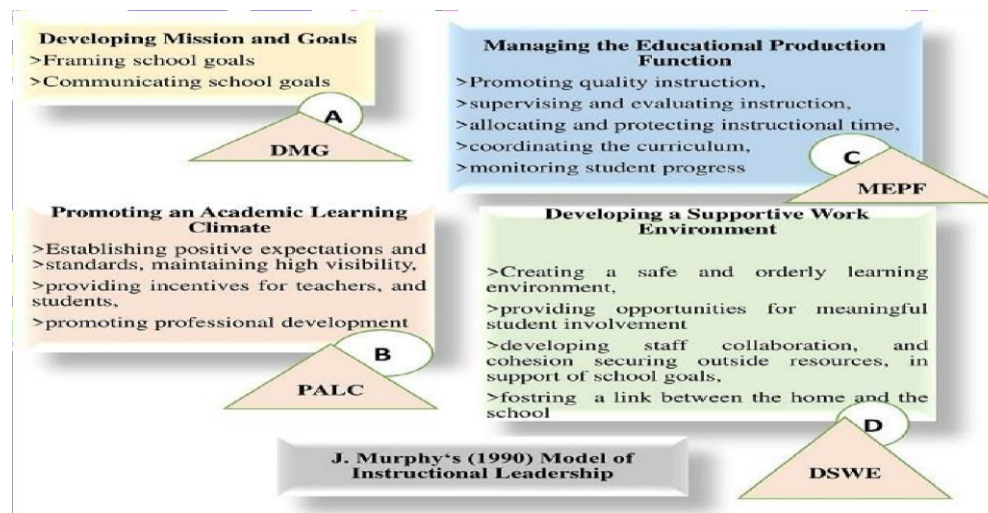 Developing Mission and Goals
>Framing school goals
>Communicating school goals
A
DMG
Managing the Educational Production
Function
>Promoting quality instruction,
>supervising and evaluating instruction,
>allocating and protecting instructional time,
>coordinating the curriculum,
>monitoring student progress
C
MEPF
Promoting an Academic Learning
Climate
>Establishing positive expectations and
>standards, maintaining high visibility,
>providing incentives for teachers, and
students,
>promoting professional development
B
PALC
Developing a Supportive Work
Environment
>Creating a safe and orderly learning
environment,
>providing opportunities for meaningful
student involvement
>developing staff collaboration, and
cohesion securing outside resources, in
support of school goals,
>fostring a link between the home and the
school
D
DSWE
J. Murphy‘s (1990) Model of
Instructional Leadership